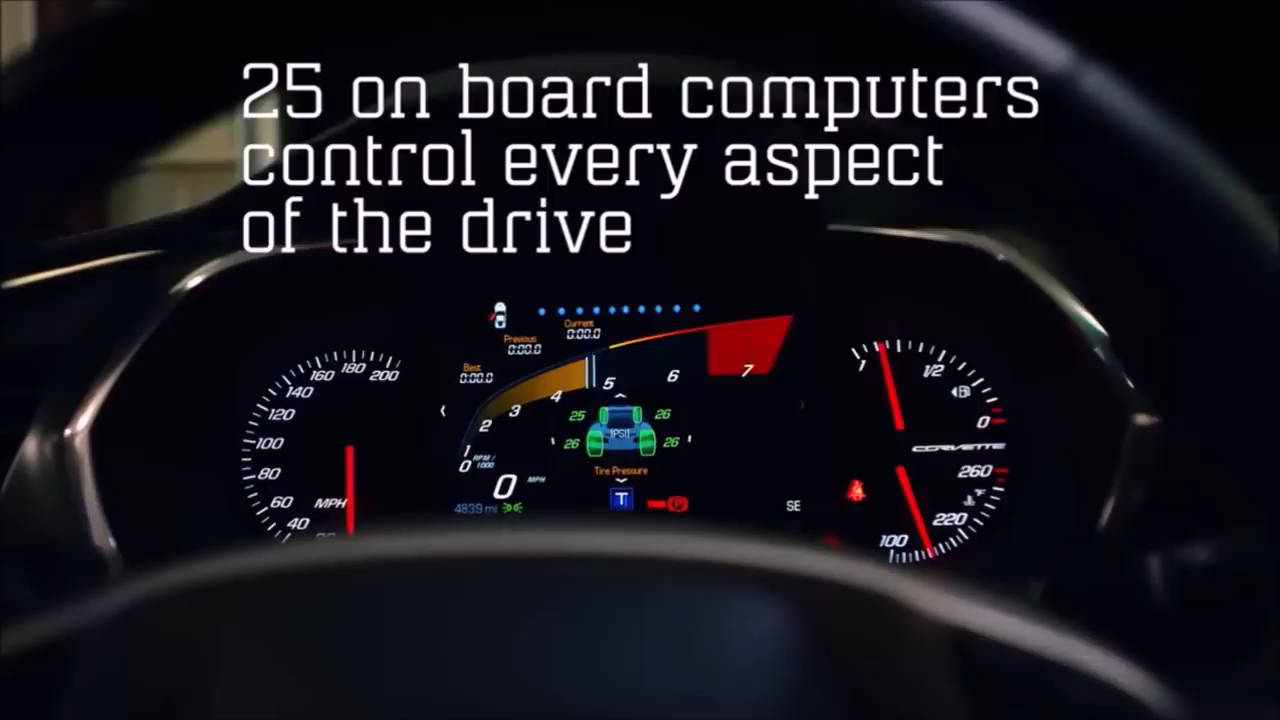 25 on board computers
control every aspect
of the drive
Current
0:00.0
Previous
0:00.0
Best
0:00.0
0 1 2 3 4 5 6 7
RPM/
1000
25 26
[PSI]
26 26
Tire Pressure
0 MPH
T
4839 mi
SE
200
180
160
140
120
100
80
60
40
MPH
1 1/2 0
CORVETTE
260
°F
220
100